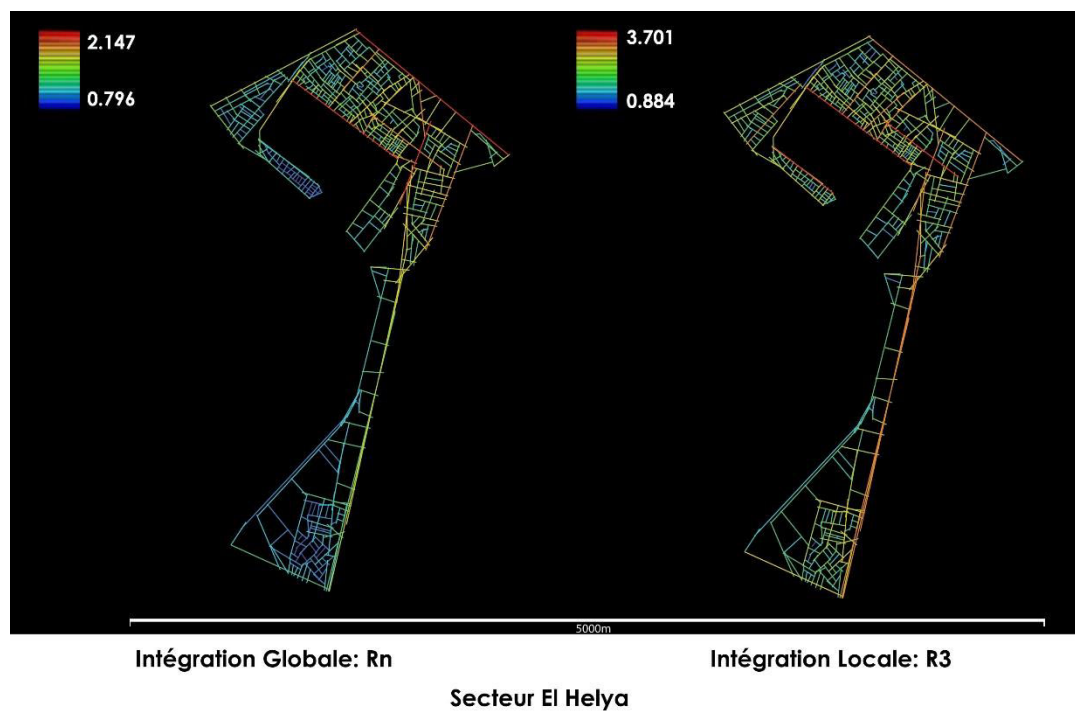 2.147
0.796
3.701
0.884
5000m
Intégration Globale: Rn
Intégration Locale: R3
Secteur El Helya